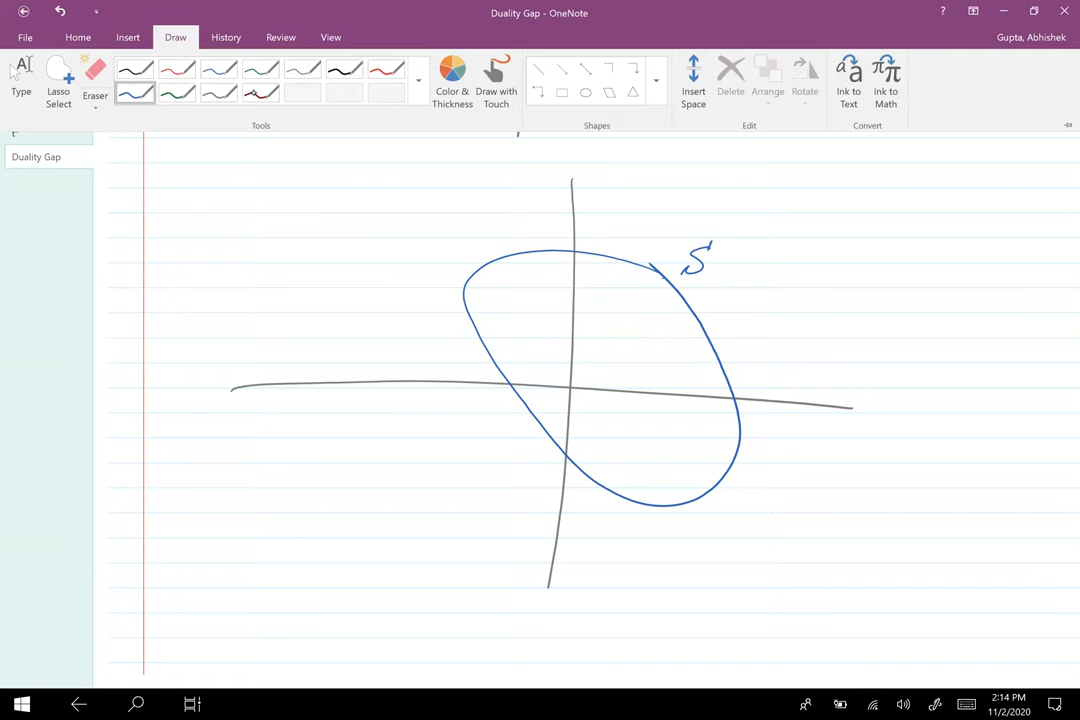 Duality Gap - OneNote
?
File Home Insert Draw History Review View
Gupta, Abhishek
Type
Lasso Select
Eraser
Color & Thickness
Draw with Touch
Insert Space
Delete
Arrange
Rotate
Ink to Text
Ink to Math
Tools
Shapes
Edit
Convert
Duality Gap
S
2:14 PM
11/2/2020